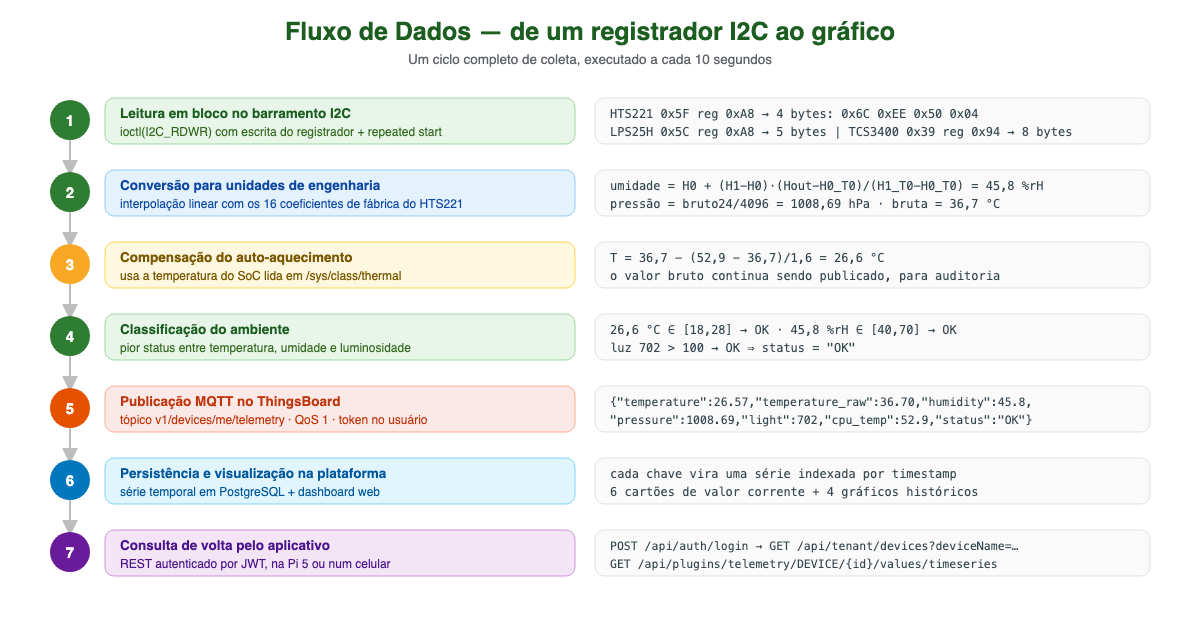 Fluxo de Dados — de um registrador I2C ao gráfico
Um ciclo completo de coleta, executado a cada 10 segundos
1
Leitura em bloco no barramento I2C
ioctl(I2C_RDWR) com escrita do registrador + repeated start
HTS221 0x5F reg 0xA8 → 4 bytes: 0x6C 0xEE 0x50 0x04
LPS25H 0x5C reg 0xA8 → 5 bytes | TCS3400 0x39 reg 0x94 → 8 bytes
2
Conversão para unidades de engenharia
interpolação linear com os 16 coeficientes de fábrica do HTS221
umidade = H0 + (H1-H0)·(Hout-H0_T0)/(H1_T0-H0_T0) = 45,8 %rH
pressão = bruto24/4096 = 1008,69 hPa · bruta = 36,7 °C
3
Compensação do auto-aquecimento
usa a temperatura do SoC lida em /sys/class/thermal
T = 36,7 − (52,9 − 36,7)/1,6 = 26,6 °C
o valor bruto continua sendo publicado, para auditoria
4
Classificação do ambiente
pior status entre temperatura, umidade e luminosidade
26,6 °C ∈ [18,28] → OK · 45,8 %rH ∈ [40,70] → OK
luz 702 > 100 → OK ⇒ status = "OK"
5
Publicação MQTT no ThingsBoard
tópico v1/devices/me/telemetry · QoS 1 · token no usuário
{"temperature":26.57,"temperature_raw":36.70,"humidity":45.8,
"pressure":1008.69,"light":702,"cpu_temp":52.9,"status":"OK"}
6
Persistência e visualização na plataforma
série temporal em PostgreSQL + dashboard web
cada chave vira uma série indexada por timestamp
6 cartões de valor corrente + 4 gráficos históricos
7
Consulta de volta pelo aplicativo
REST autenticado por JWT, na Pi 5 ou num celular
POST /api/auth/login → GET /api/tenant/devices?deviceName=…
GET /api/plugins/telemetry/DEVICE/{id}/values/timeseries